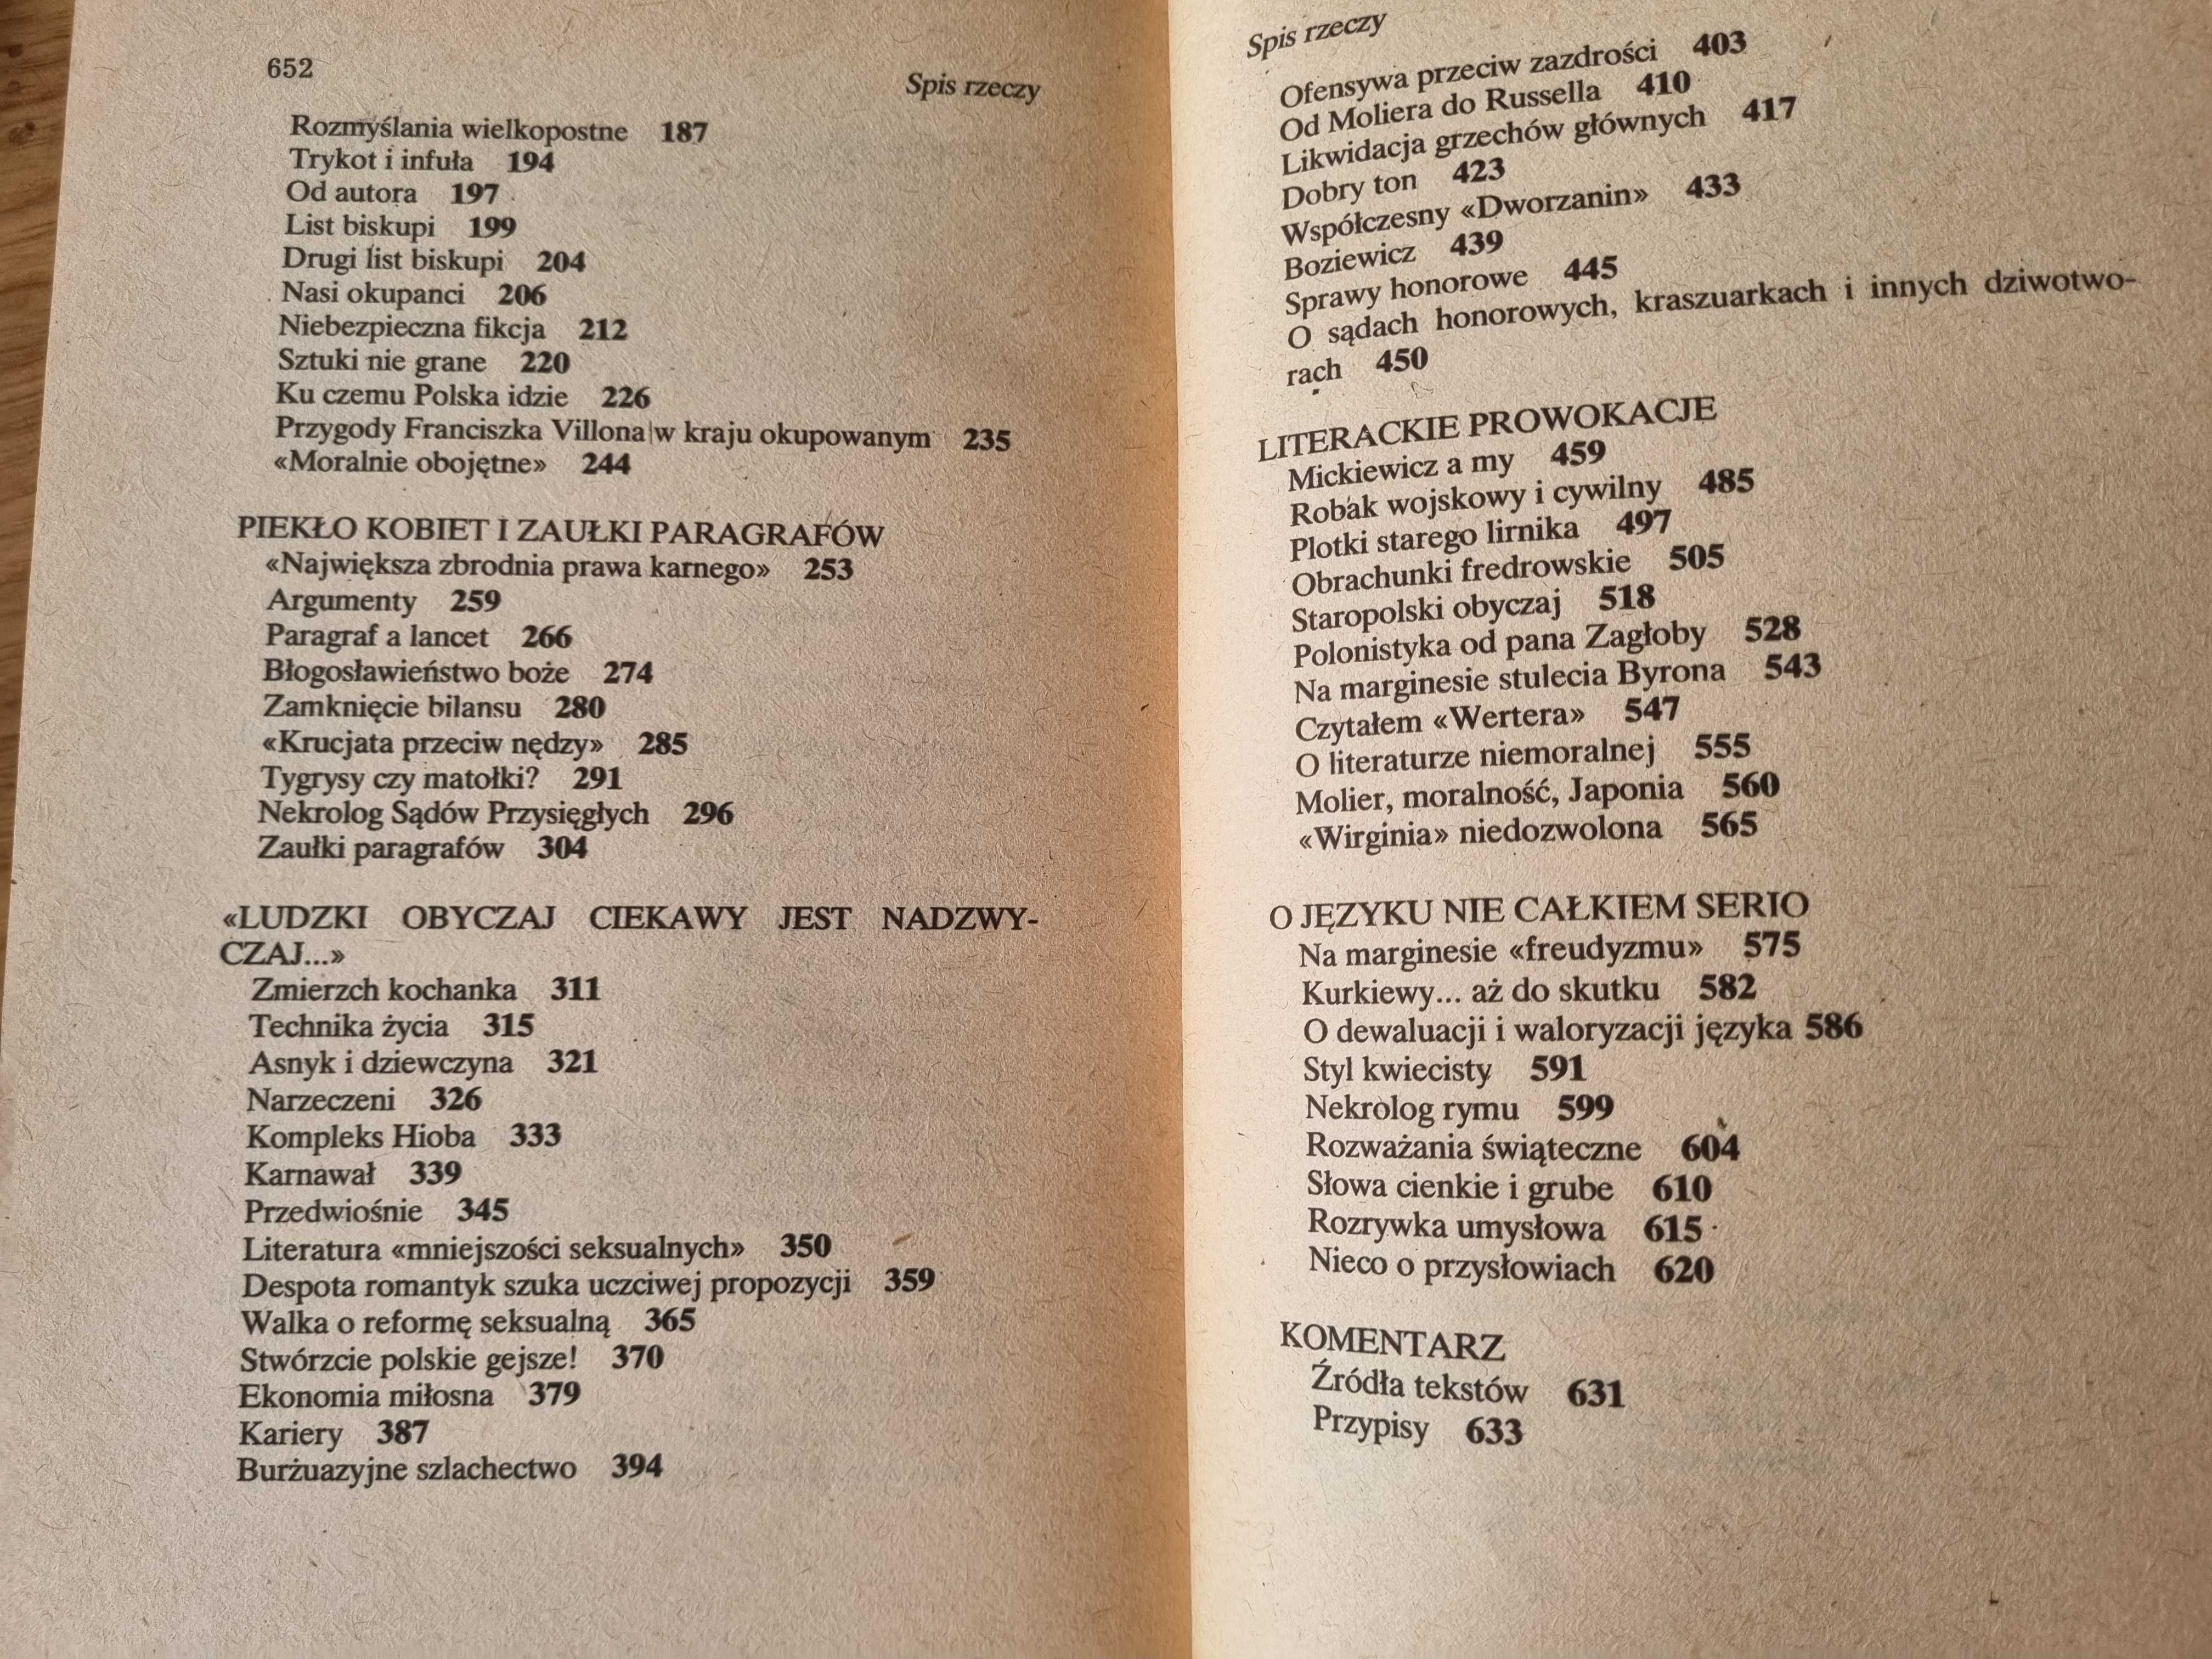 652
Spis rzeczy
Rozmyślania wielkopostne 187
Trykot i infuła 194
Od autora 197
List biskupi 199
Drugi list biskupi 204
Nasi okupanci 206
Niebezpieczna fikcja 212
Sztuki nie grane 220
Ku czemu Polska idzie 226
Przygody Franciszka Villona w kraju okupowanym 235
«Moralnie obojętne» 244
PIEKŁO KOBIET I ZAUŁKI PARAGRAFÓW
«Największa zbrodnia prawa karnego» 253
Argumenty 259
Paragraf a lancet 266
Błogosławieństwo boże 274
Zamknięcie bilansu 280
«Krucjata przeciw nędzy» 285
Tygrysy czy matołki? 291
Nekrolog Sądów Przysięgłych 296
Zaułki paragrafów 304
«LUDZKI OBYCZAJ CIEKAWY JEST NADZWY-
CZAJ...»
Zmierzch kochanka 311
Technika życia 315
Asnyk i dziewczyna 321
Narzeczeni 326
Kompleks Hioba 333
Karnawał 339
Przedwiośnie 345
Literatura «mniejszości seksualnych» 350
Despota romantyk szuka uczciwej propozycji 359
Walka o reformę seksualną 365
Stwórzcie polskie gejsze! 370
Ekonomia miłosna 379
Kariery 387
Burżuazyjne szlachectwo 394
Spis rzeczy
Ofensywa przeciw zazdrości 403
Od Moliera do Russella 410
Likwidacja grzechów głównych 417
Dobry ton 423
Współczesny «Dworzanin» 433
Boziewicz 439
Sprawy honorowe 445
O sądach honorowych, kraszuarkach i innych dziwotwo-
rach 450
LITERACKIE PROWOKACJE
Mickiewicz a my 459
Robak wojskowy i cywilny 485
Plotki starego lirnika 497
Obrachunki fredrowskie 505
Staropolski obyczaj 518
Polonistyka od pana Zagłoby 528
Na marginesie stulecia Byrona 543
Czytałem «Wertera» 547
O literaturze niemoralnej 555
Molier, moralność, Japonia 560
«Wirginia» niedozwolona 565
O JĘZYKU NIE CAŁKIEM SERIO
Na marginesie «freudyzmu» 575
Kurkiewy... aż do skutku 582
O dewaluacji i waloryzacji języka 586
Styl kwiecisty 591
Nekrolog rymu 599
Rozważania świąteczne 604
Słowa cienkie i grube 610
Rozrywka umysłowa 615
Nieco o przysłowiach 620
KOMENTARZ
Źródła tekstów 631
Przypisy 633